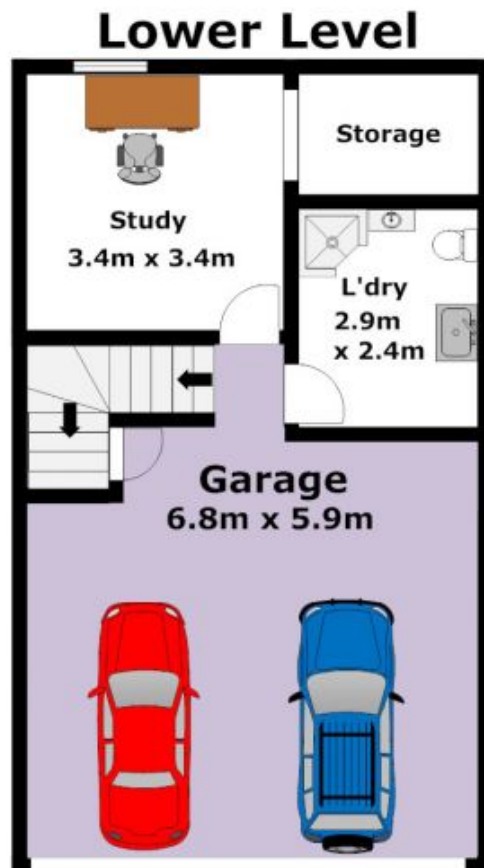 Lower Level
Storage
Study
3.4m x 3.4m
L'dry
2.9m
x 2.4m
Garage
6.8m x 5.9m